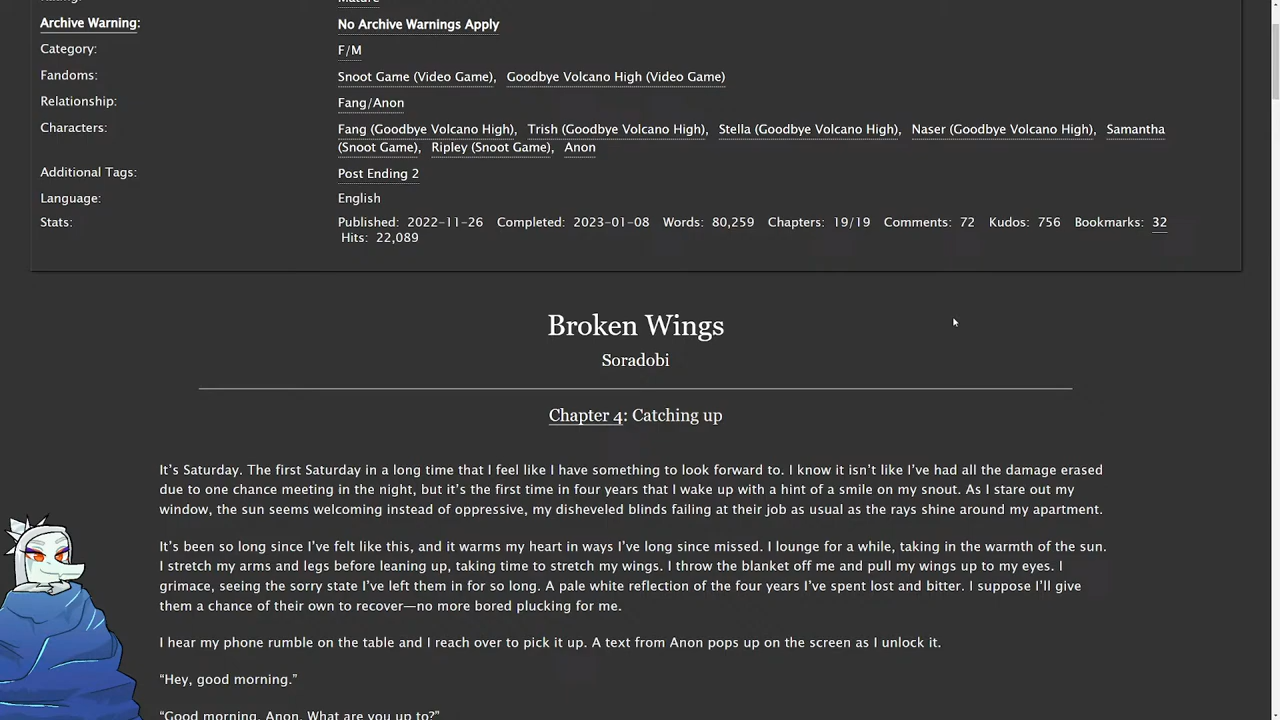 Mature
Archive Warning:
No Archive Warnings Apply
Category:
F/M
Fandoms:
Snoot Game (Video Game), Goodbye Volcano High (Video Game)
Relationship:
Fang/Anon
Characters:
Fang (Goodbye Volcano High), Trish (Goodbye Volcano High), Stella (Goodbye Volcano High), Naser (Goodbye Volcano High), Samantha
(Snoot Game), Ripley (Snoot Game), Anon
Additional Tags:
Post Ending 2
Language:
English
Stats:
Published: 2022-11-26 Completed: 2023-01-08 Words: 80,259 Chapters: 19/19 Comments: 72 Kudos: 756 Bookmarks: 32
Hits: 22,089
Broken Wings
Soradobi
Chapter 4: Catching up
It’s Saturday. The first Saturday in a long time that I feel like I have something to look forward to. I know it isn’t like I’ve had all the damage erased
due to one chance meeting in the night, but it’s the first time in four years that I wake up with a hint of a smile on my snout. As I stare out my
window, the sun seems welcoming instead of oppressive, my disheveled blinds failing at their job as usual as the rays shine around my apartment.
It’s been so long since I’ve felt like this, and it warms my heart in ways I’ve long since missed. I lounge for a while, taking in the warmth of the sun.
I stretch my arms and legs before leaning up, taking time to stretch my wings. I throw the blanket off me and pull my wings up to my eyes. I
grimace, seeing the sorry state I’ve left them in for so long. A pale white reflection of the four years I’ve spent lost and bitter. I suppose I’ll give
them a chance of their own to recover—no more bored plucking for me.
I hear my phone rumble on the table and I reach over to pick it up. A text from Anon pops up on the screen as I unlock it.
“Hey, good morning.”
“Good morning, Anon. What are you up to?”